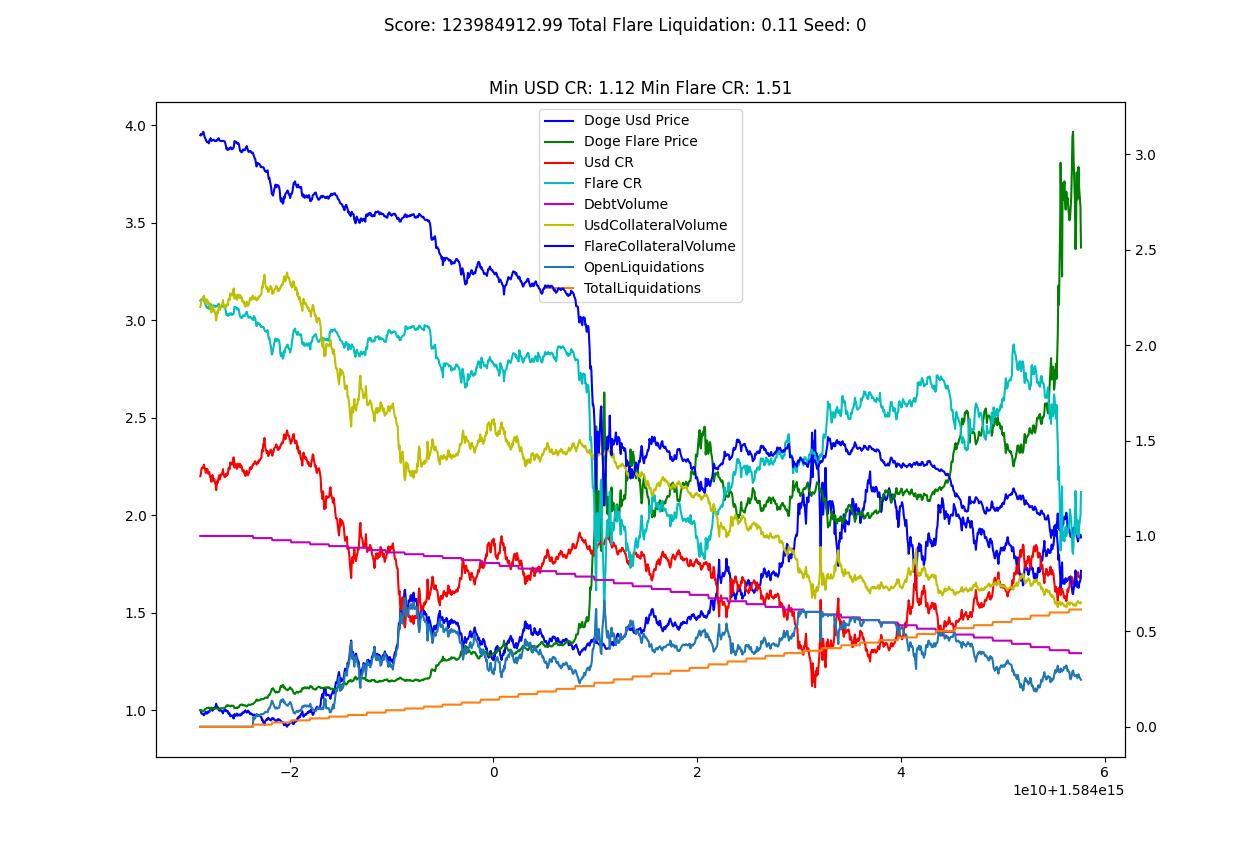 Score: 123984912.99 Total Flare Liquidation: 0.11 Seed: 0
Min USD CR: 1.12 Min Flare CR: 1.51
Doge Usd Price
Doge Flare Price
Usd CR
Flare CR
DebtVolume
UsdCollateralVolume
FlareCollateralVolume
OpenLiquidations
TotalLiquidations
4.0
3.5
3.0
2.5
2.0
1.5
1.0
3.0
2.5
2.0
1.5
1.0
0.5
0.0
−2
0
2
4
6
1e10+1.584e15